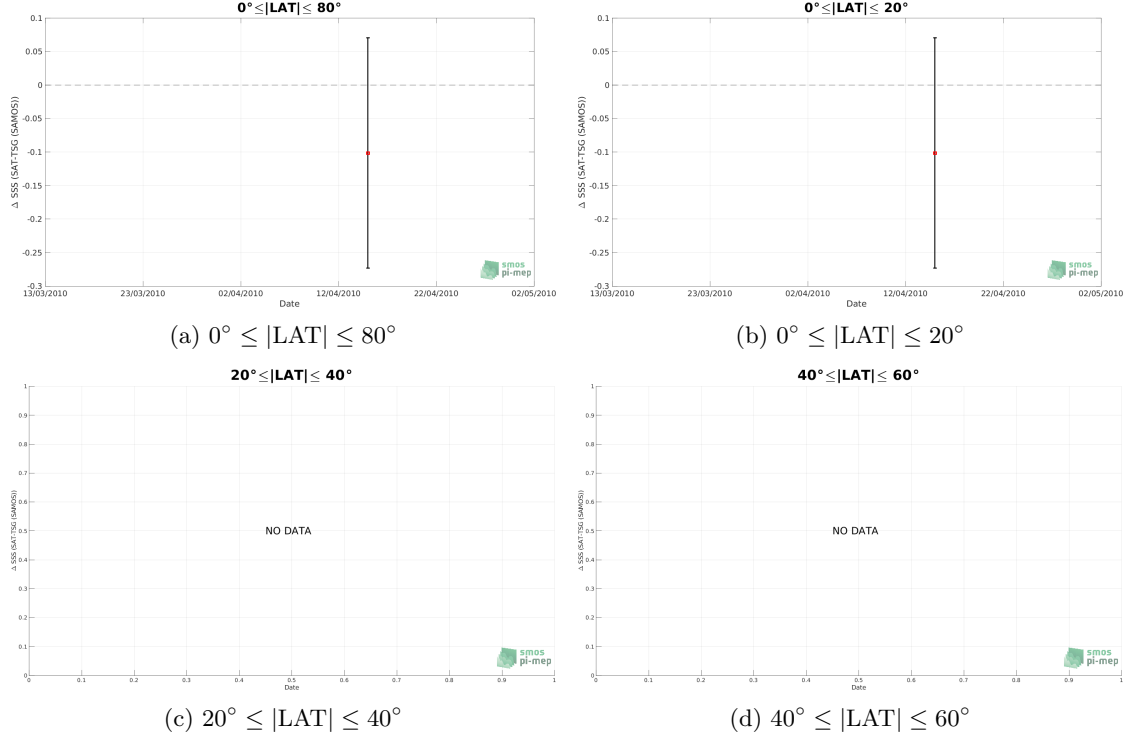 0°≤|LAT|≤ 80°
0.1
0.05
0
-0.05
-0.1
-0.15
-0.2
-0.25
-0.3
Δ SSS (SAT-TSG (SAMOS))
13/03/2010 23/03/2010 02/04/2010 12/04/2010 22/04/2010 02/05/2010
Date
smos
pi-mep
(a) 0° ≤ |LAT| ≤ 80°
0°≤|LAT|≤ 20°
0.1
0.05
0
-0.05
-0.1
-0.15
-0.2
-0.25
-0.3
Δ SSS (SAT-TSG (SAMOS))
13/03/2010 23/03/2010 02/04/2010 12/04/2010 22/04/2010 02/05/2010
Date
smos
pi-mep
(b) 0° ≤ |LAT| ≤ 20°
20°≤|LAT|≤ 40°
1
0.9
0.8
0.7
0.6
0.5
0.4
0.3
0.2
0.1
0
Δ SSS (SAT-TSG (SAMOS))
NO DATA
0 0.1 0.2 0.3 0.4 0.5 0.6 0.7 0.8 0.9 1
Date
smos
pi-mep
(c) 20° ≤ |LAT| ≤ 40°
40°≤|LAT|≤ 60°
1
0.9
0.8
0.7
0.6
0.5
0.4
0.3
0.2
0.1
0
Δ SSS (SAT-TSG (SAMOS))
NO DATA
0 0.1 0.2 0.3 0.4 0.5 0.6 0.7 0.8 0.9 1
Date
smos
pi-mep
(d) 40° ≤ |LAT| ≤ 60°